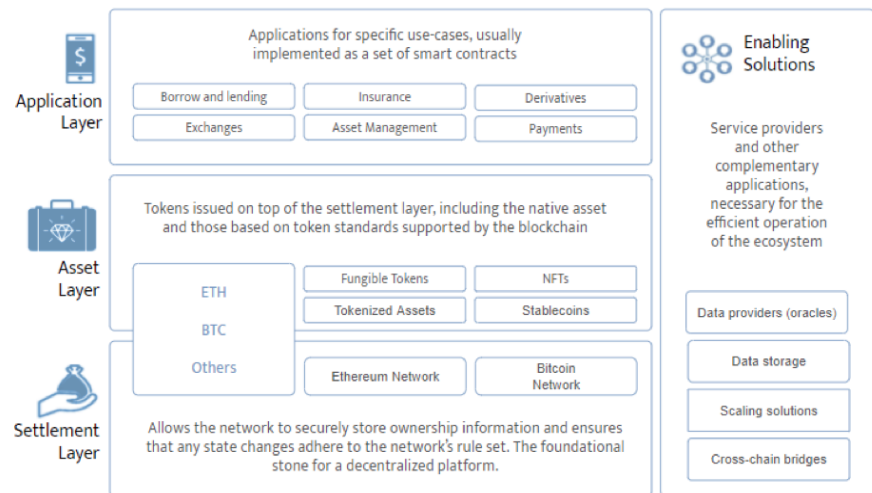 Application
Layer
Applications for specific use-cases, usually
implemented as a set of smart contracts
Borrow and lending
Insurance
Derivatives
Exchanges
Asset Management
Payments
Asset
Layer
Tokens issued on top of the settlement layer, including the native asset
and those based on token standards supported by the blockchain
ETH
BTC
Others
Fungible Tokens
NFTs
Tokenized Assets
Stablecoins
Settlement
Layer
Ethereum Network
Bitcoin
Network
Allows the network to securely store ownership information and ensures
that any state changes adhere to the network's rule set. The foundational
stone for a decentralized platform.
Enabling
Solutions
Service providers
and other
complementary
applications,
necessary for the
efficient operation
of the ecosystem
Data providers (oracles)
Data storage
Scaling solutions
Cross-chain bridges